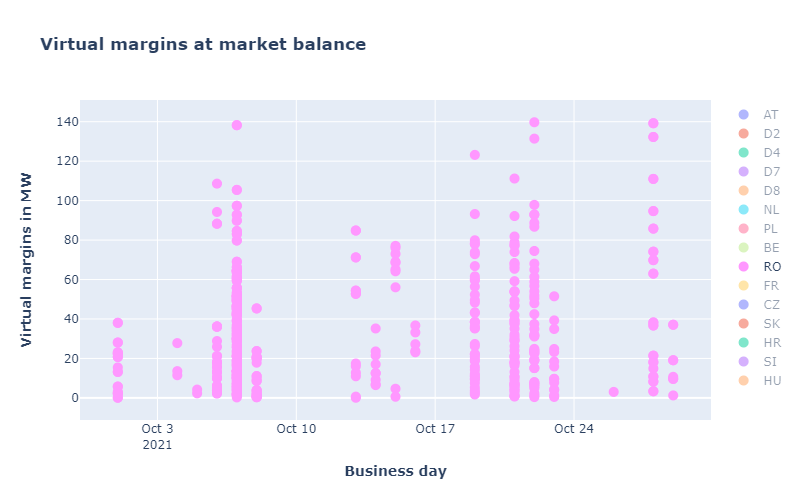 Virtual margins at market balance
Virtual margins in MW
140
120
100
80
60
40
20
0
Oct 3
2021
Oct 10
Oct 17
Oct 24
Business day
AT
D2
D4
D7
D8
NL
PL
BE
RO
FR
CZ
SK
HR
SI
HU